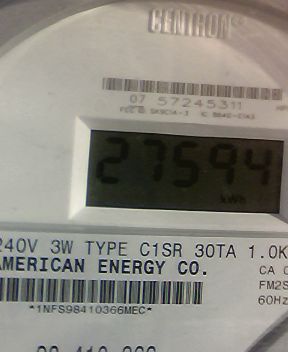 CENTRON®
07 57245311
27594
kWh
240V 3W TYPE C1SR 30TA 1.0K
AMERICAN ENERGY CO.
CA 0
FM2S
60Hz
*1NFS98410366MEC*